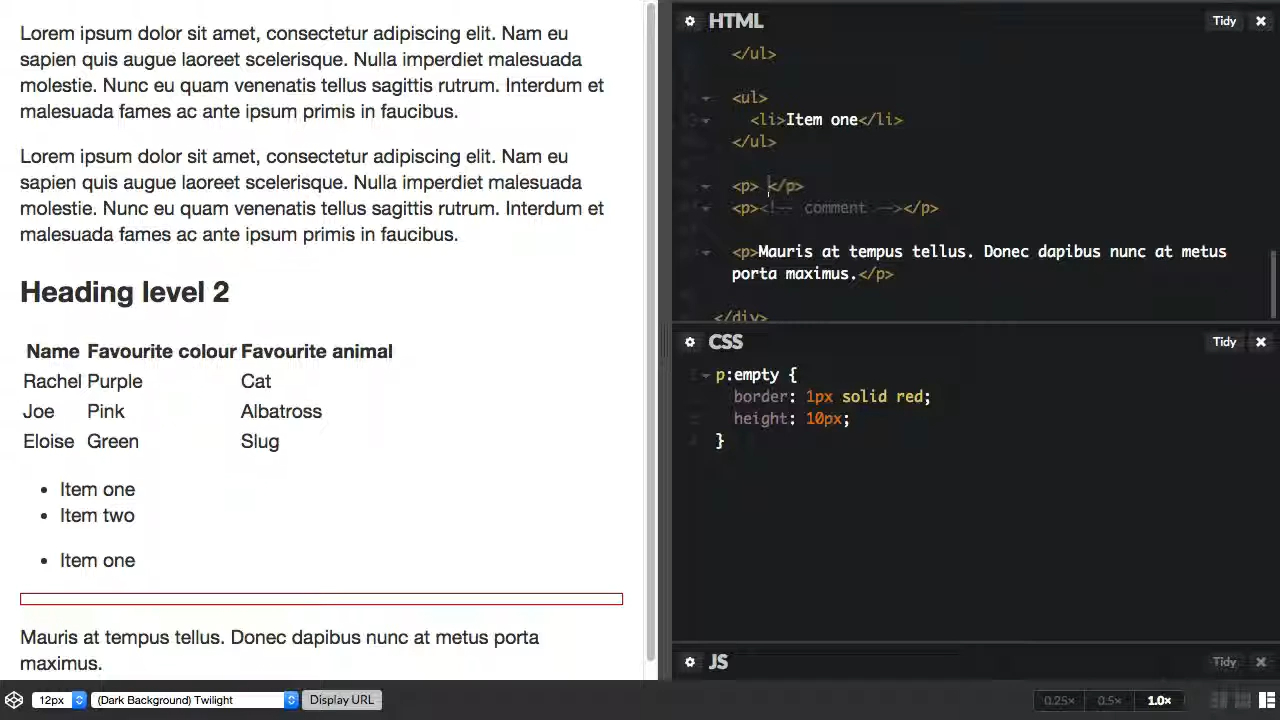 Lorem ipsum dolor sit amet, consectetur adipiscing elit. Nam eu
sapien quis augue laoreet scelerisque. Nulla imperdiet malesuada
molestie. Nunc eu quam venenatis tellus sagittis rutrum. Interdum et
malesuada fames ac ante ipsum primis in faucibus.
Lorem ipsum dolor sit amet, consectetur adipiscing elit. Nam eu
sapien quis augue laoreet scelerisque. Nulla imperdiet malesuada
molestie. Nunc eu quam venenatis tellus sagittis rutrum. Interdum et
malesuada fames ac ante ipsum primis in faucibus.
Heading level 2
Name Favourite colour Favourite animal
Rachel Purple Cat
Joe Pink Albatross
Eloise Green Slug
• Item one
• Item two
• Item one
Mauris at tempus tellus. Donec dapibus nunc at metus porta
maximus.
HTML Tidy
</ul>
<ul>
<li>Item one</li>
</ul>
<p> </p>
<p><!-- comment --></p>
<p>Mauris at tempus tellus. Donec dapibus nunc at metus
porta maximus.</p>
</div>
CSS Tidy
p:empty {
border: 1px solid red;
height: 10px;
}
JS Tidy
12px (Dark Background) Twilight Display URL 0.25× 0.5× 1.0×